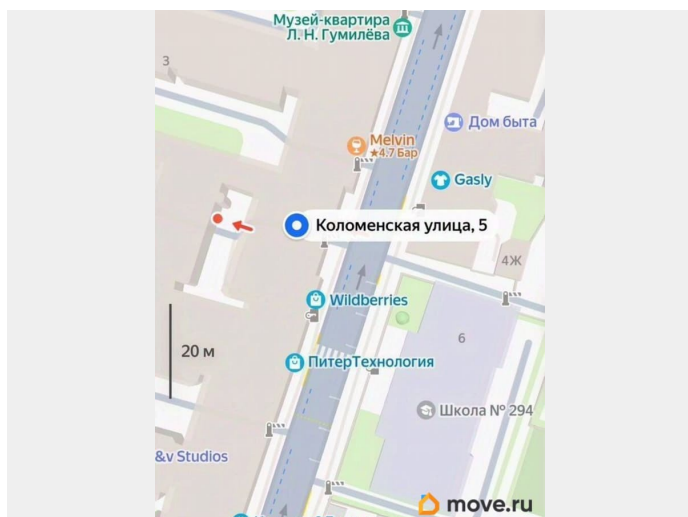 Музей-квартира
Л. Н. Гумилёва
3
Дом быта
Melvin
★4.7 Бар
Gasly
Коломенская улица, 5
4Ж
Wildberries
6
20 м
ПитерТехнология
Школа № 294
&v Studios
move.ru